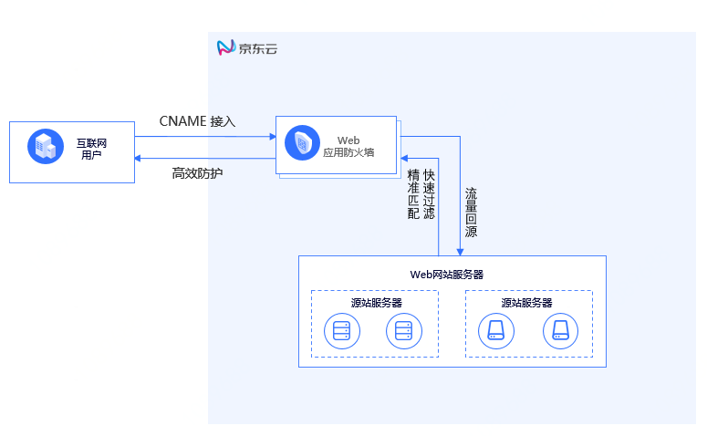 京东云
CNAME 接入
互联网
用户
Web
应用防火墙
高效防护
快速过滤
精准匹配
流量回源
Web网站服务器
源站服务器
源站服务器